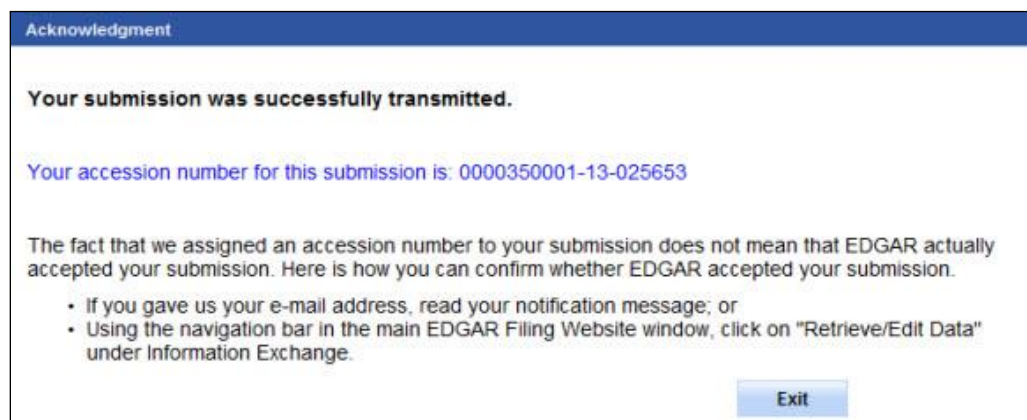 Acknowledgment
Your submission was successfully transmitted.
Your accession number for this submission is: 0000350001-13-025653
The fact that we assigned an accession number to your submission does not mean that EDGAR actually
accepted your submission. Here is how you can confirm whether EDGAR accepted your submission.
• If you gave us your e-mail address, read your notification message; or
• Using the navigation bar in the main EDGAR Filing Website window, click on "Retrieve/Edit Data"
under Information Exchange.
Exit